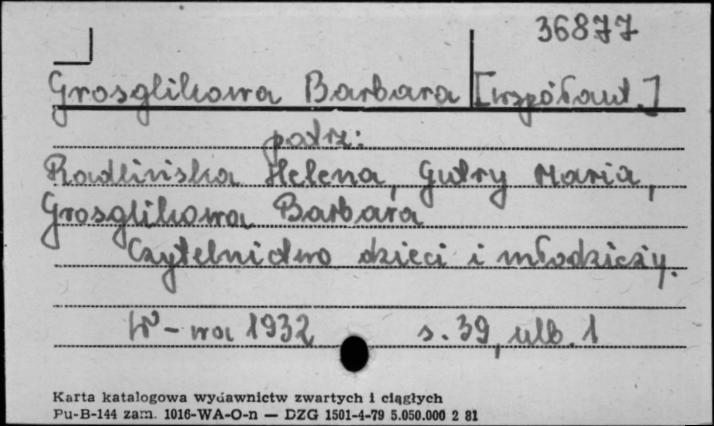 36877
Grosglikowa Barbara [współaut.]
patrz:
Radlińska Helena, Gutry Maria,
Grosglikowa Barbara
Czytelnictwo dzieci i młodzieży.
W-wa 1932 s. 39, nlb. 1
Karta katalogowa wydawnictw zwartych i ciągłych
Pu-B-144 zam. 1016-WA-O-n — DZG 1501-4-79 5.050.000 2 81